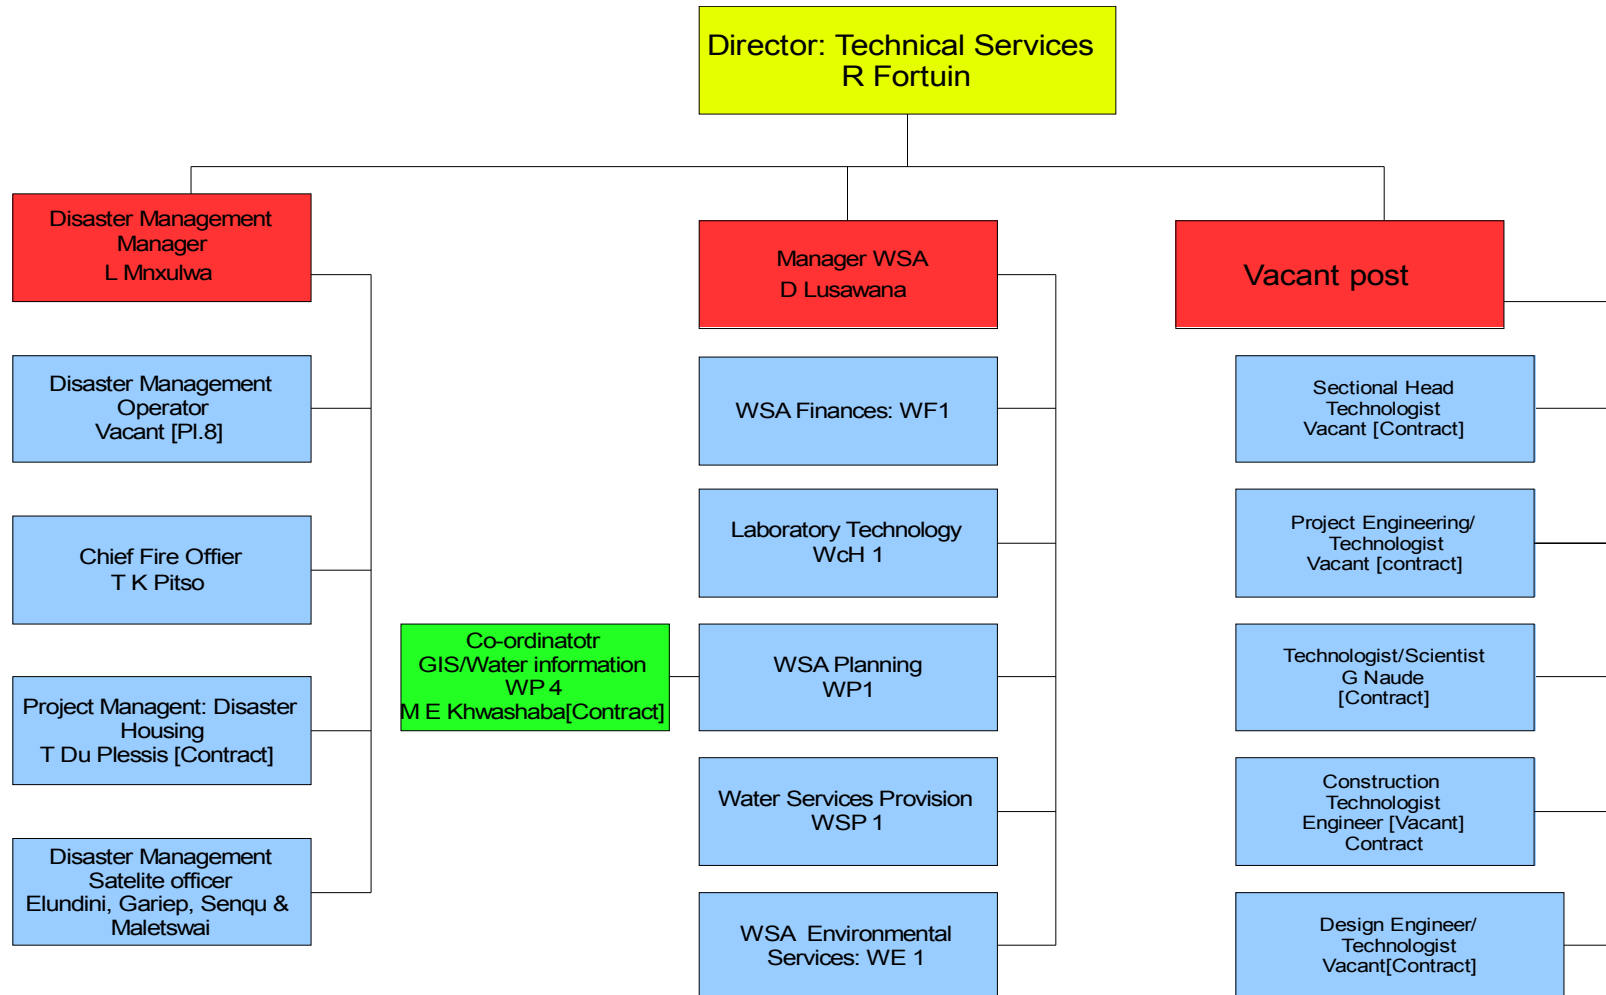 Director: Technical Services
R Fortuin
Disaster Management
Manager
L Mnxulwa
Manager WSA
D Lusawana
Vacant post
Disaster Management
Operator
Vacant [Pl.8]
Chief Fire Offier
T K Pitso
Project Managent: Disaster
Housing
T Du Plessis [Contract]
Disaster Management
Satelite officer
Elundini, Gariep, Senqu &
Maletswai
WSA Finances: WF1
Laboratory Technology
WcH 1
Co-ordinatotr
GIS/Water information
WP 4
M E Khwashaba[Contract]
WSA Planning
WP1
Water Services Provision
WSP 1
WSA Environmental
Services: WE 1
Sectional Head
Technologist
Vacant [Contract]
Project Engineering/
Technologist
Vacant [contract]
Technologist/Scientist
G Naude
[Contract]
Construction
Technologist
Engineer [Vacant]
Contract
Design Engineer/
Technologist
Vacant[Contract]